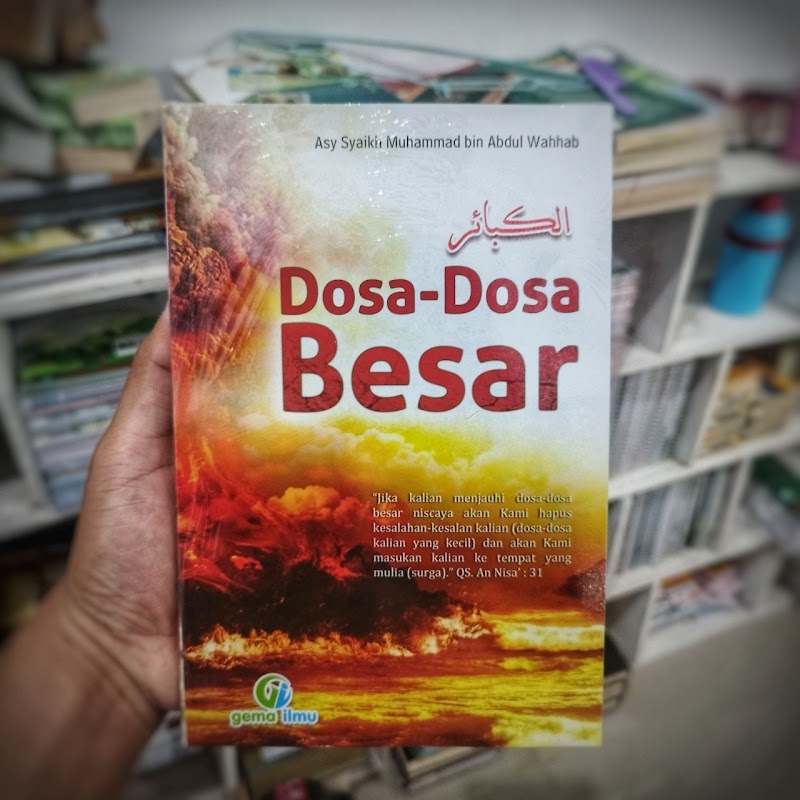 Asy Syaikh Muhammad bin Abdul Wahhab
الكبائر
Dosa-Dosa
Besar
"Jika kalian menjauhi dosa-dosa
besar niscaya akan Kami hapus
kesalahan-kesalan kalian (dosa-dosa
kalian yang kecil) dan akan Kami
masukan kalian ke tempat yang
mulia (surga)." QS. An Nisa' : 31
gema ilmu